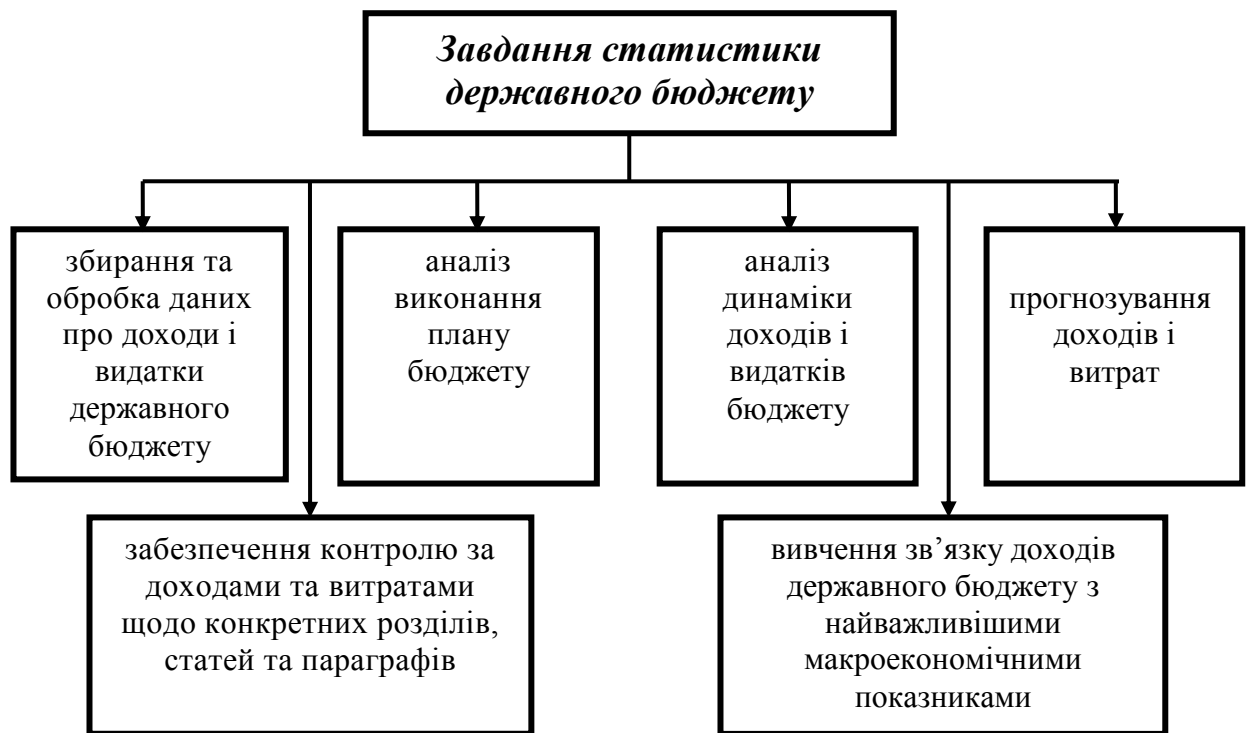 Завдання статистики
державного бюджету
збирання та
обробка даних
про доходи і
видатки
державного
бюджету
аналіз
виконання
плану
бюджету
аналіз
динаміки
доходів і
видатків
бюджету
прогнозування
доходів і
витрат
забезпечення контролю за
доходами та витратами
щодо конкретних розділів,
статей та параграфів
вивчення зв’язку доходів
державного бюджету з
найважливішими
макроекономічними
показниками